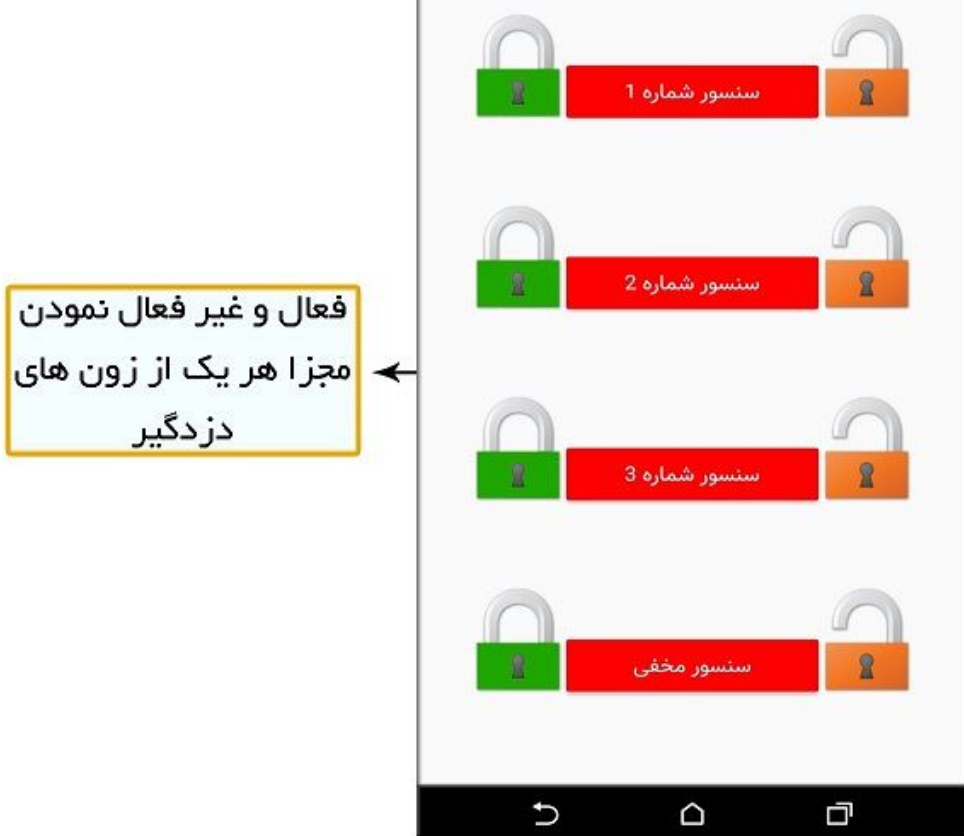 سنسور شماره 1
سنسور شماره 2
فعال و غیر فعال نمودن
مجزا هر یک از زون های
دزدگیر
سنسور شماره 3
سنسور مخفی